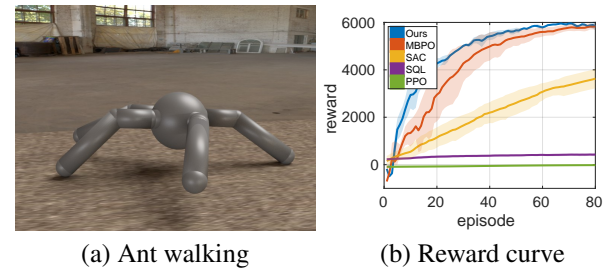 6000
4000
2000
0
reward
Ours
MBPO
SAC
SQL
PPO
0 20 40 60 80
episode
(a) Ant walking (b) Reward curve